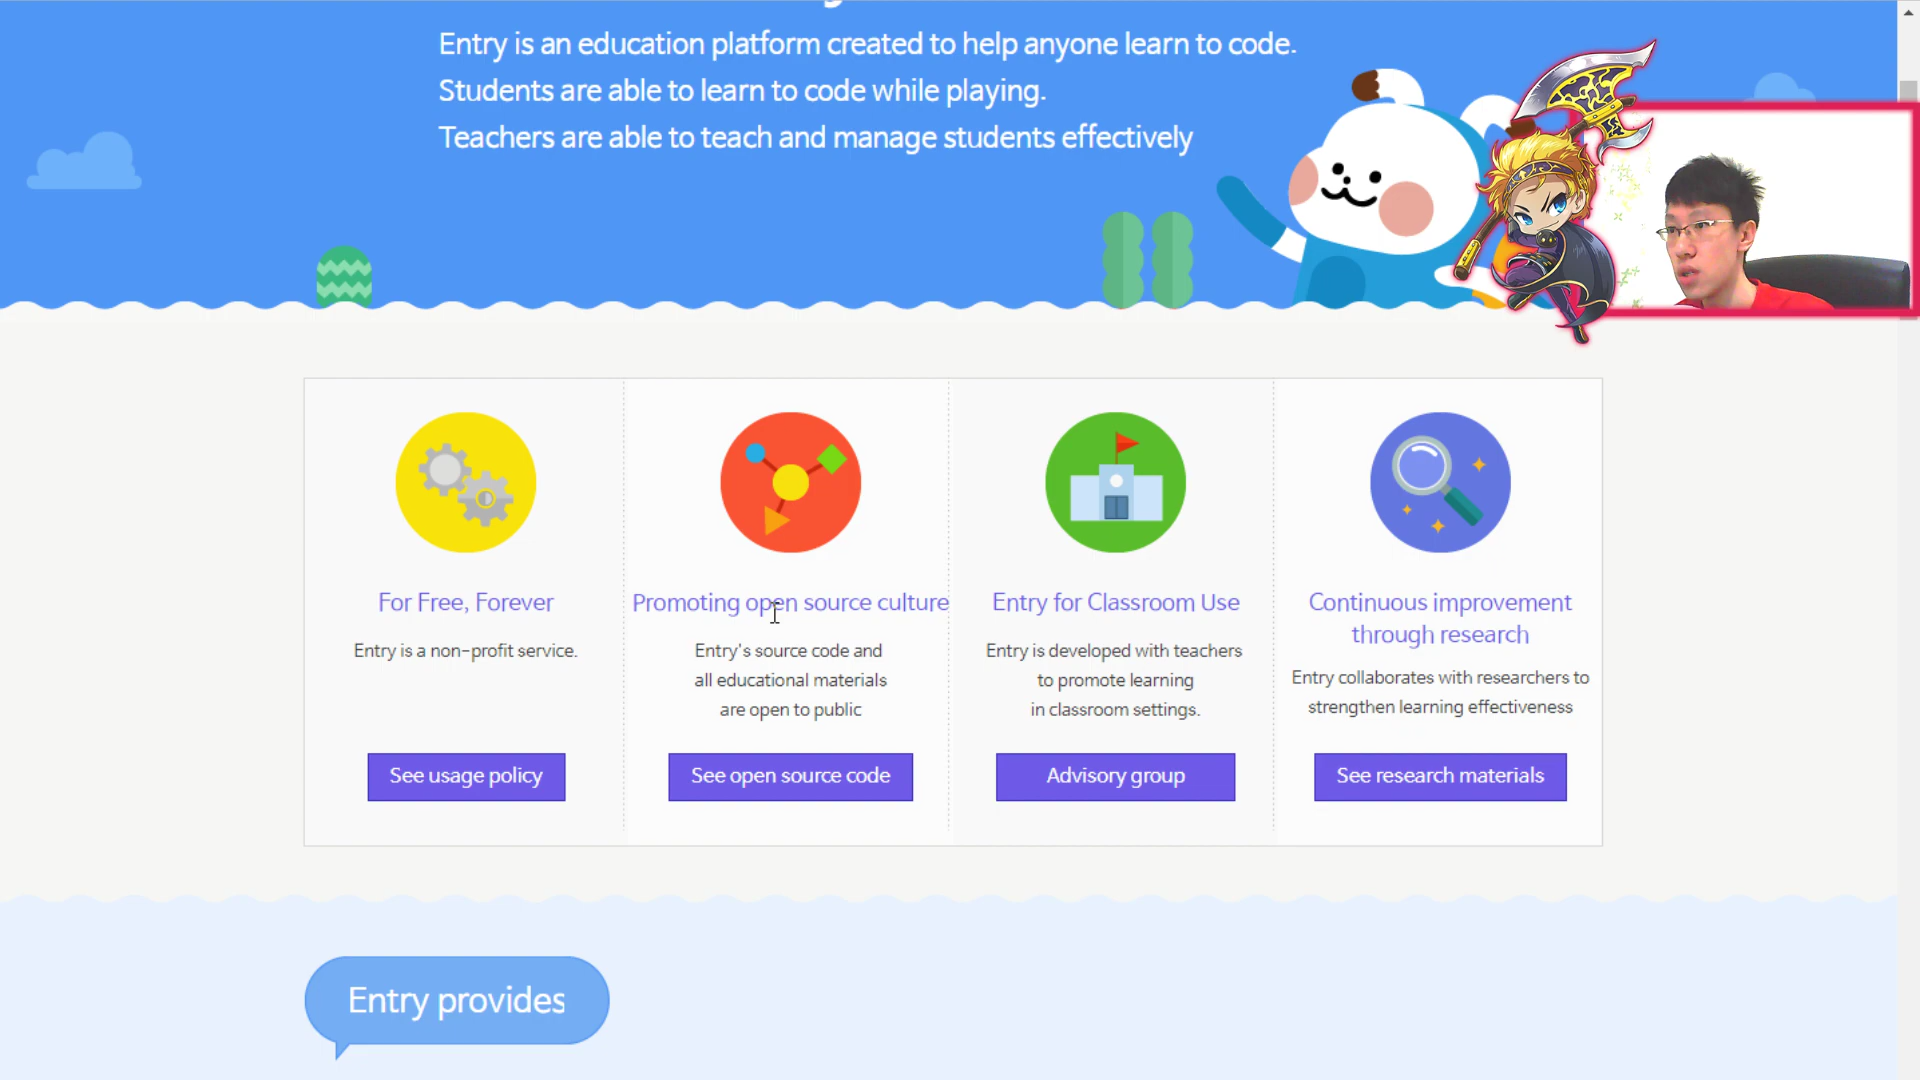 Entry is an education platform created to help anyone learn to code.
Students are able to learn to code while playing.
Teachers are able to teach and manage students effectively
For Free, Forever
Entry is a non-profit service.
See usage policy
Promoting open source culture
Entry's source code and
all educational materials
are open to public
See open source code
Entry for Classroom Use
Entry is developed with teachers
to promote learning
in classroom settings.
Advisory group
Continuous improvement
through research
Entry collaborates with researchers to
strengthen learning effectiveness
See research materials
Entry provides